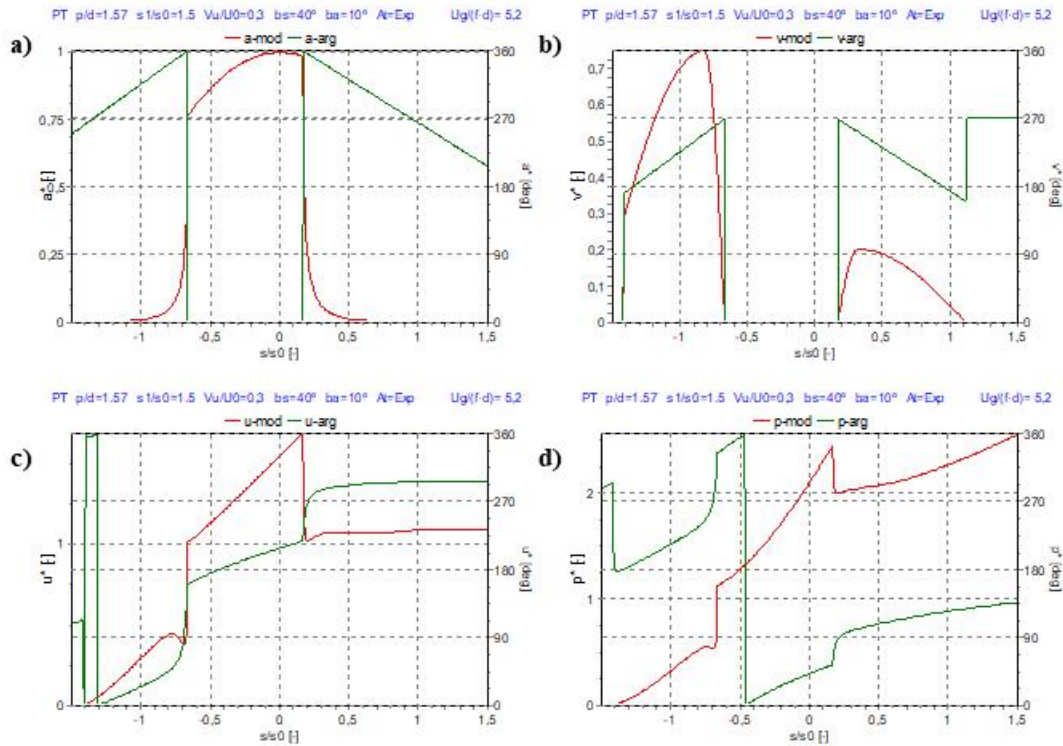 PT p/d=1.57 s1/s0=1.5 Vu/U0=0,3 bs=40° ba=10° At=Exp Ug/(f·d)= 5,2
a)
a-mod a-arg
1
0.75
0.5
0.25
0
360
270
180
90
0
a* [-]
a* [deg]
-1 -0,5 0 0,5 1 1,5
s/s0 [-]
PT p/d=1.57 s1/s0=1.5 Vu/U0=0,3 bs=40° ba=10° At=Exp Ug/(f·d)= 5,2
b)
v-mod v-arg
0,7
0,6
0,5
0,4
0,3
0,2
0,1
0
360
270
180
90
0
v* [-]
v* [deg]
-1 -0,5 0 0,5 1 1,5
s/s0 [-]
PT p/d=1.57 s1/s0=1.5 Vu/U0=0,3 bs=40° ba=10° At=Exp Ug/(f·d)= 5,2
c)
u-mod u-arg
1
0
360
270
180
90
0
u* [-]
u* [deg]
-1 -0,5 0 0,5 1 1,5
s/s0 [-]
PT p/d=1.57 s1/s0=1.5 Vu/U0=0,3 bs=40° ba=10° At=Exp Ug/(f·d)= 5,2
d)
p-mod p-arg
2
1
0
360
270
180
90
0
p* [-]
p* [deg]
-1 -0,5 0 0,5 1 1,5
s/s0 [-]